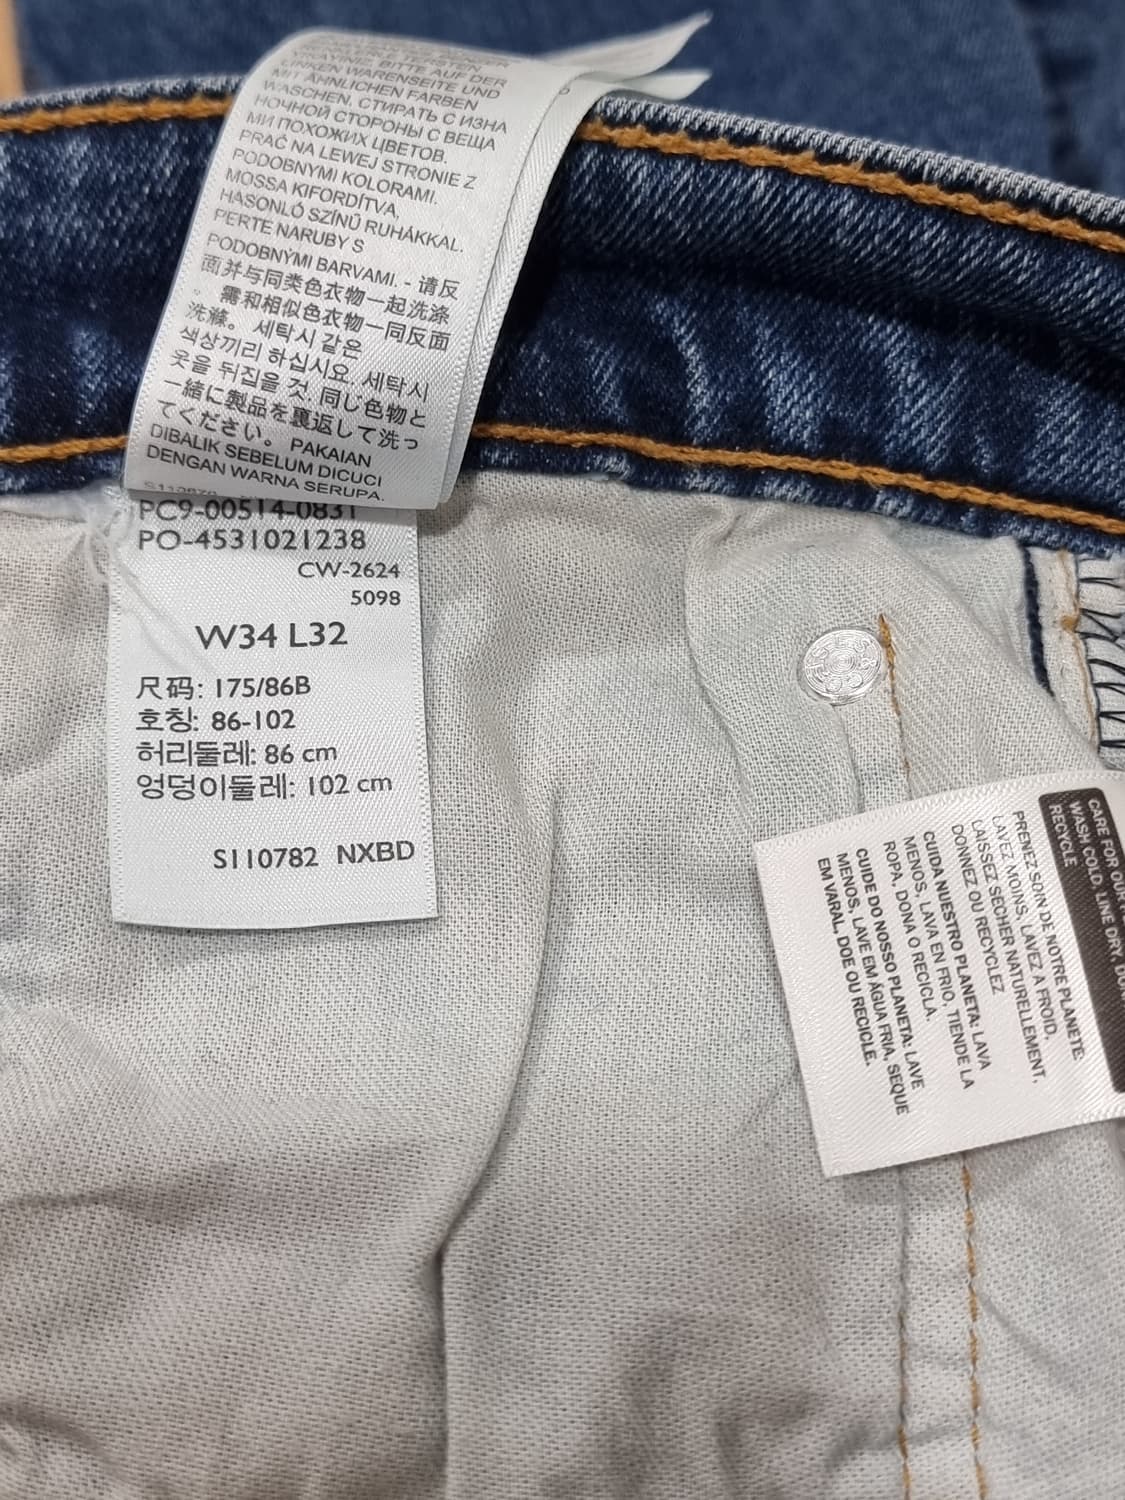 WAYINE. BITTE AUF DER
LINKEN WARENSEITE UND
MIT ÄHNLICHEN FARBEN
WASCHEN. СТИРАТЬ С ИЗНА
НОЧНОЙ СТОРОНЫ С ВЕЩА
МИ ПОХОЖИХ ЦВЕТОВ.
PRAĆ NA LEWEJ STRONIE Z
PODOBNYMI KOLORAMI.
MOSSA KIFORDÍTVA,
HASONLÓ SZÍNŰ RUHÁKKAL.
PERTE NARUBY S
PODOBNÝMI BARVAMI. - 请反
面并与同类色衣物一起洗涤
。 需和相似色衣物一同反面
洗滌。 세탁시 같은
색상끼리 하십시요. 세탁시
옷을 뒤집을 것. 同じ色物と
一緒に製品を裏返して洗っ
てください。 PAKAIAN
DIBALIK SEBELUM DICUCI
DENGAN WARNA SERUPA.
PC9-00514-0831
PO-4531021238
CW-2624
5098
W34 L32
尺码: 175/86B
호칭: 86-102
허리둘레: 86 cm
엉덩이둘레: 102 cm
S110782 NXBD
CARE FOR OUR
WASH COLD, LINE DRY,
RECYCLE
PRENEZ SOIN DE NOTRE PLANÈTE:
LAVEZ MOINS, LAVEZ À FROID,
LAISSEZ SÉCHER NATURELLEMENT,
DONNEZ OU RECYCLEZ
CUIDA NUESTRO PLANETA: LAVA
MENOS, LAVA EN FRÍO, TIENDE LA
ROPA, DONA O RECICLA.
CUIDE DO NOSSO PLANETA: LAVE
MENOS, LAVE EM ÁGUA FRIA, SEQUE
EM VARAL, DOE OU RECICLE.